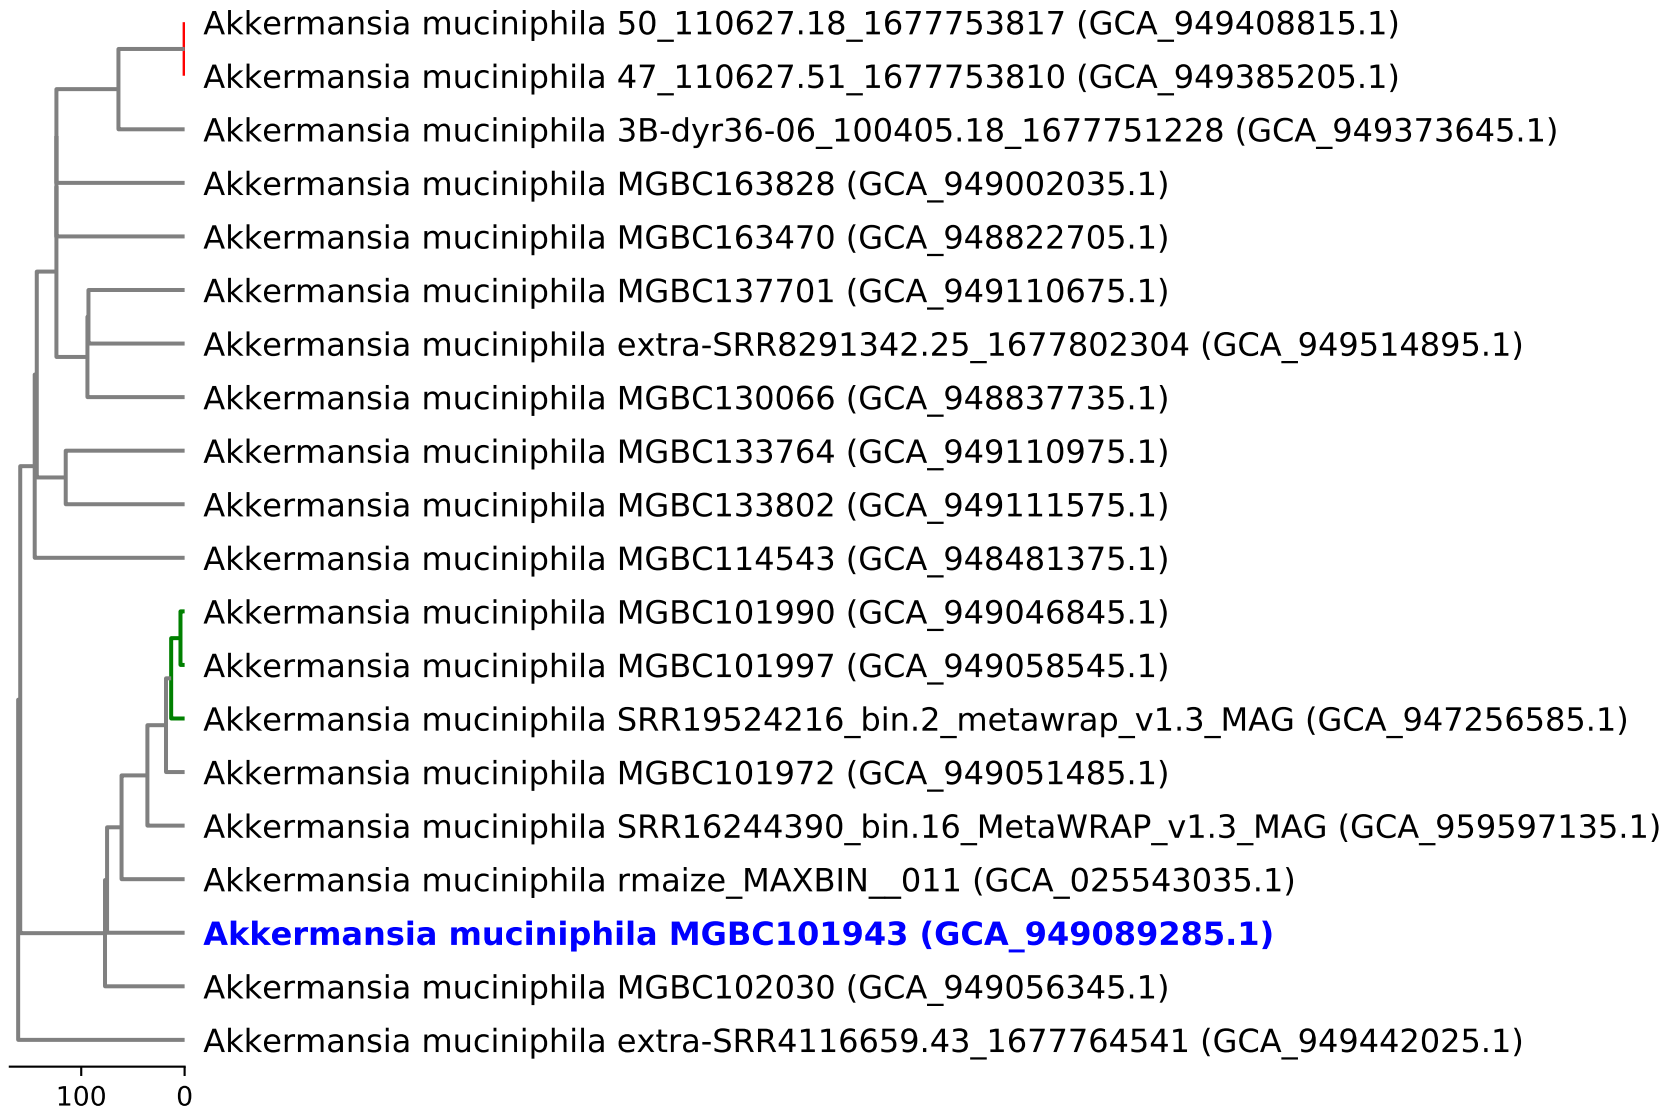 Akkermansia muciniphila 50_110627.18_1677753817 (GCA_949408815.1)
Akkermansia muciniphila 47_110627.51_1677753810 (GCA_949385205.1)
Akkermansia muciniphila 3B-dyr36-06_100405.18_1677751228 (GCA_949373645.1)
Akkermansia muciniphila MGBC163828 (GCA_949002035.1)
Akkermansia muciniphila MGBC163470 (GCA_948822705.1)
Akkermansia muciniphila MGBC137701 (GCA_949110675.1)
Akkermansia muciniphila extra-SRR8291342.25_1677802304 (GCA_949514895.1)
Akkermansia muciniphila MGBC130066 (GCA_948837735.1)
Akkermansia muciniphila MGBC133764 (GCA_949110975.1)
Akkermansia muciniphila MGBC133802 (GCA_949111575.1)
Akkermansia muciniphila MGBC114543 (GCA_948481375.1)
Akkermansia muciniphila MGBC101990 (GCA_949046845.1)
Akkermansia muciniphila MGBC101997 (GCA_949058545.1)
Akkermansia muciniphila SRR19524216_bin.2_metawrap_v1.3_MAG (GCA_947256585.1)
Akkermansia muciniphila MGBC101972 (GCA_949051485.1)
Akkermansia muciniphila SRR16244390_bin.16_MetaWRAP_v1.3_MAG (GCA_959597135.1)
Akkermansia muciniphila rmaize_MAXBIN__011 (GCA_025543035.1)
Akkermansia muciniphila MGBC101943 (GCA_949089285.1)
Akkermansia muciniphila MGBC102030 (GCA_949056345.1)
Akkermansia muciniphila extra-SRR4116659.43_1677764541 (GCA_949442025.1)
100 0